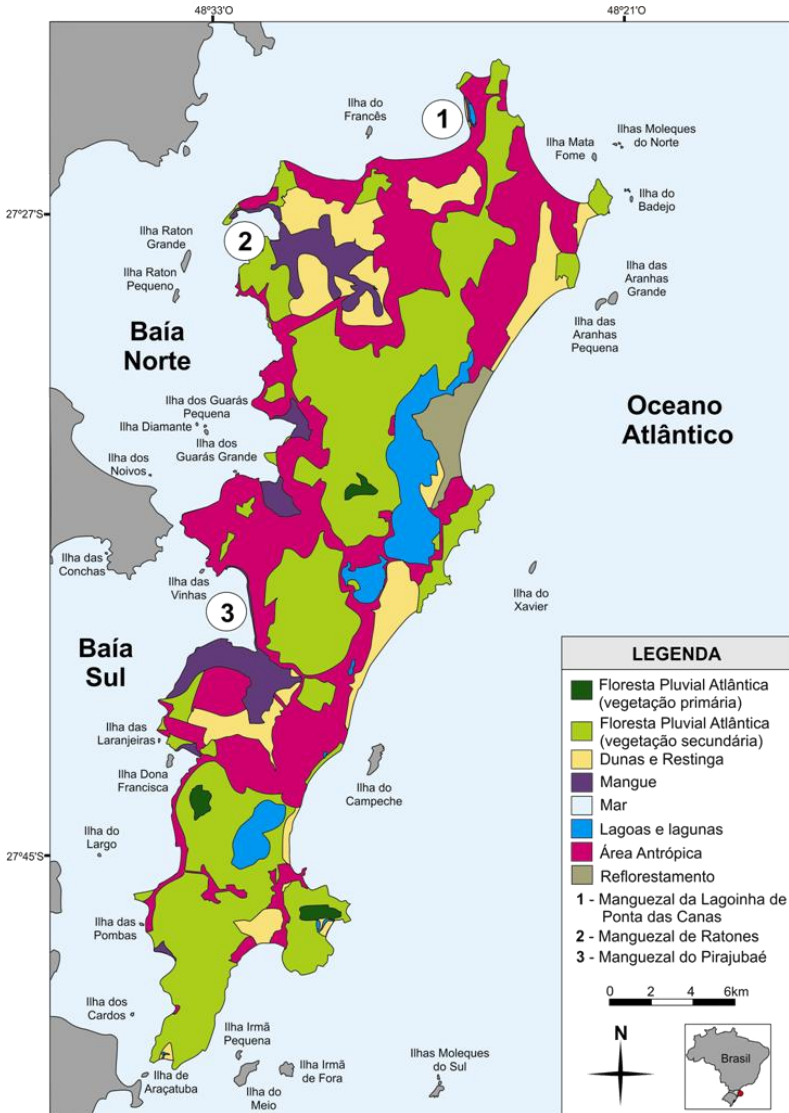 48°33'O
48°21'O
Ilha do
Francês
1
Ilhas Moleques
do Norte
Ilha Mata
Fome
Ilha do
Badejo
27°27'S
Ilha Raton
Grande
2
Ilha Raton
Pequeno
Ilha das
Aranhas
Grande
Ilha das
Aranhas
Pequena
Baía
Norte
Ilha dos Guarás
Pequena
Ilha Diamante
Ilha dos
Guarás Grande
Ilha dos
Noivos
Oceano
Atlântico
Ilha das
Conchas
Ilha das
Vinhas
Ilha do
Xavier
3
Baía
Sul
Ilha das
Laranjeiras
Ilha Dona
Francisca
Ilha do
Campeche
Ilha do
Largo
27°45'S
Ilha das
Pombas
Ilha dos
Cardos
Ilha Irmã
Pequena
Ilha Irmã
de Fora
Ilhas Moleques
do Sul
Ilha de
Araçatuba
Ilha do
Meio
LEGENDA
Floresta Pluvial Atlântica
(vegetação primária)
Floresta Pluvial Atlântica
(vegetação secundária)
Dunas e Restinga
Mangue
Mar
Lagoas e lagunas
Área Antrópica
Reflorestamento
1 - Manguezal da Lagoinha de
Ponta das Canas
2 - Manguezal de Ratones
3 - Manguezal do Pirajubaé
0 2 4 6km
N
Brasil